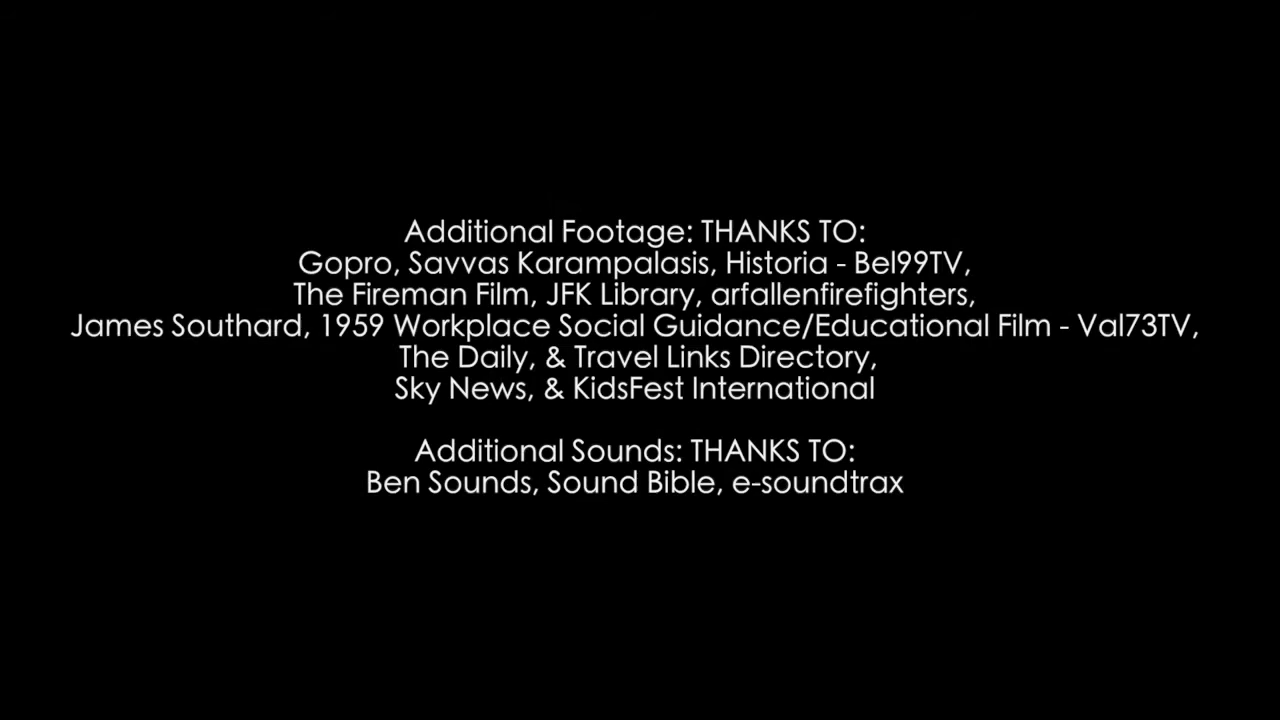 Additional Footage: THANKS TO:
Gopro, Savvas Karampalasis, Historia - Bel99TV,
The Fireman Film, JFK Library, arfallenfirefighters,
James Southard, 1959 Workplace Social Guidance/Educational Film - Val73TV,
The Daily, & Travel Links Directory,
Sky News, & KidsFest International
Additional Sounds: THANKS TO:
Ben Sounds, Sound Bible, e-soundtrax